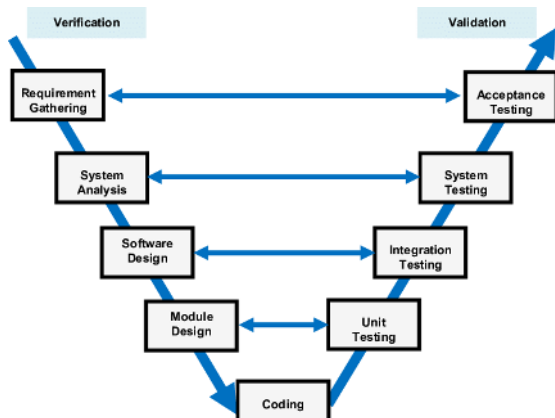 Verification
Validation
Requirement
Gathering
Acceptance
Testing
System
Analysis
System
Testing
Software
Design
Integration
Testing
Module
Design
Unit
Testing
Coding